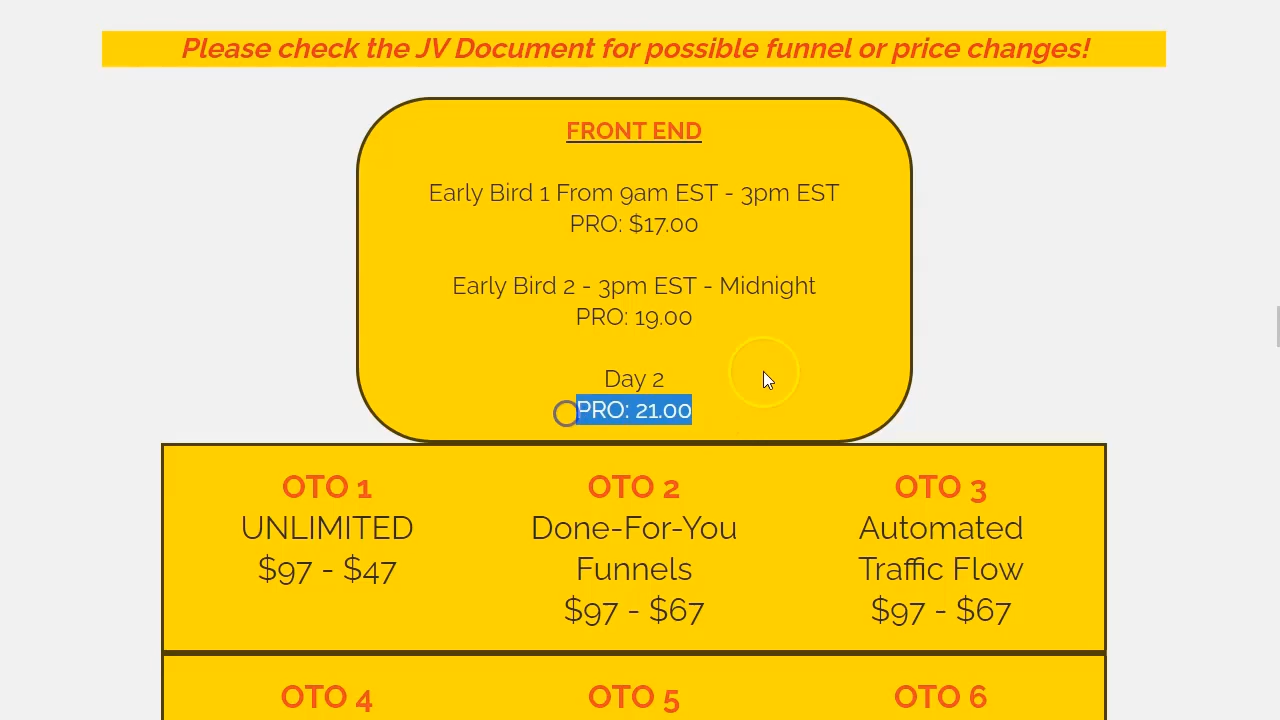 Please check the JV Document for possible funnel or price changes!
FRONT END
Early Bird 1 From 9am EST - 3pm EST
PRO: $17.00
Early Bird 2 - 3pm EST - Midnight
PRO: 19.00
Day 2
PRO: 21.00
OTO 1
UNLIMITED
$97 - $47
OTO 2
Done-For-You
Funnels
$97 - $67
OTO 3
Automated
Traffic Flow
$97 - $67
OTO 4
OTO 5
OTO 6